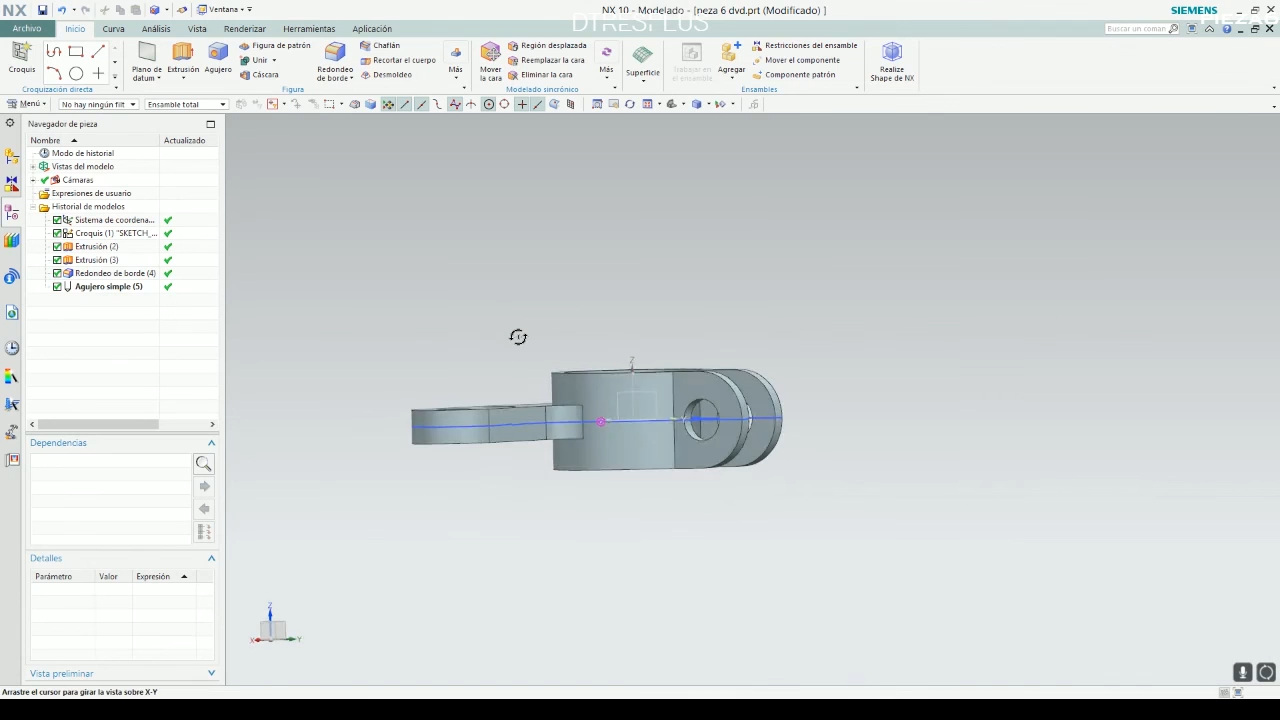 NX
Ventana
NX 10 - Modelado - [pieza 6 dvd.prt (Modificado) ]
SIEMENS
DTRESPLUS
Archivo
Inicio
Curva
Análisis
Vista
Renderizar
Herramientas
Aplicación
Buscar un coman
Croquis
Croquización directa
Plano de
datum
Extrusión
Agujero
Figura de patrón
Unir
Cáscara
Redondeo
de borde
Chaflán
Recortar el cuerpo
Desmoldeo
Más
Figura
Mover
la cara
Región desplazada
Reemplazar la cara
Eliminar la cara
Más
Modelado síncrónico
Superficie
Trabajar en
el ensamble
Agregar
Restricciones del ensamble
Mover el componente
Componente patrón
Ensambles
Realize
Shape de NX
Menú
No hay ningún filt
Ensamble total
Navegador de pieza
Nombre
Actualizado
Modo de historial
Vistas del modelo
Cámaras
Expresiones de usuario
Historial de modelos
Sistema de coordena...
Croquis (1) "SKETCH_...
Extrusión (2)
Extrusión (3)
Redondeo de borde (4)
Agujero simple (5)
Dependencias
Detalles
Parámetro
Valor
Expresión
Vista preliminar
Z
Z
X
Y
Arrastre el cursor para girar la vista sobre X-Y